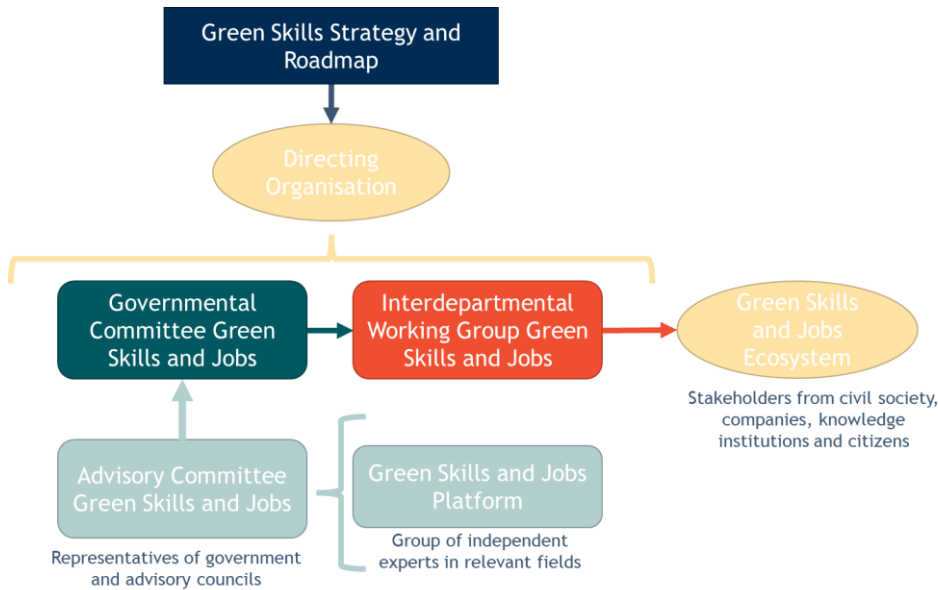 Green Skills Strategy and
Roadmap
Directing
Organisation
Governmental
Committee Green
Skills and Jobs
Interdepartmental
Working Group Green
Skills and Jobs
Green Skills
and Jobs
Ecosystem
Stakeholders from civil society,
companies, knowledge
institutions and citizens
Advisory Committee
Green Skills and Jobs
Representatives of government
and advisory councils
Green Skills and Jobs
Platform
Group of independent
experts in relevant fields